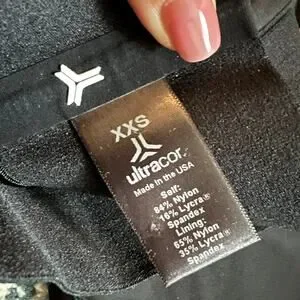 XXS
ultracor.
Made in the USA
Self:
84% Nylon
16% Lycra®
Spandex
Lining:
65% Nylon
35% Lycra®
Spandex